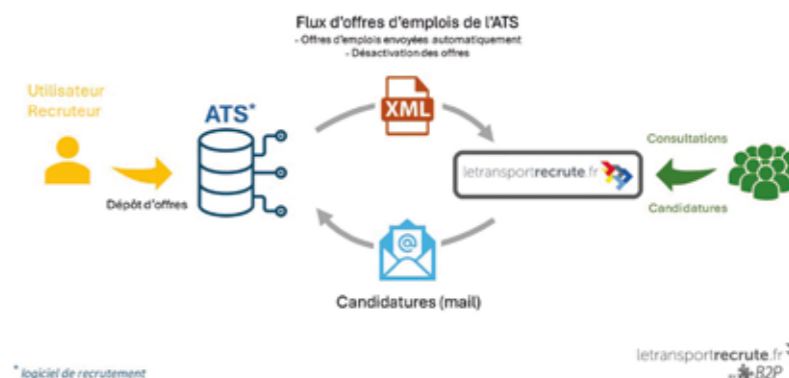 Flux d'offres d'emplois de l'ATS
- Offres d'emplois envoyées automatiquement
- Désactivation des offres
Utilisateur
Recruteur
ATS*
XML
Consultations
letransportrecrute.fr
Dépôt d'offres
Candidatures
@
Candidatures (mail)
* logiciel de recrutement
letransportrecrute.fr
B2P